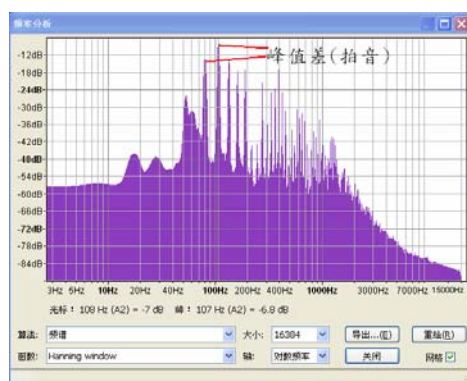 频率分析
峰值差(拍音)
-12dB
-18dB
-24dB
-30dB
-36dB
-42dB
-48dB
-54dB
-60dB
-66dB
-72dB
-78dB
-84dB
3Hz 6Hz 10Hz 20Hz 40Hz 100Hz 200Hz 400Hz 1000Hz 3000Hz 7000Hz 15000Hz
光标: 108 Hz (A2) = -7 dB 峰: 107 Hz (A2) = -6.8 dB
算法: 频谱 大小: 16384 导出...(E) 重绘(R)
函数: Hanning window 轴: 对数频率 关闭 网格